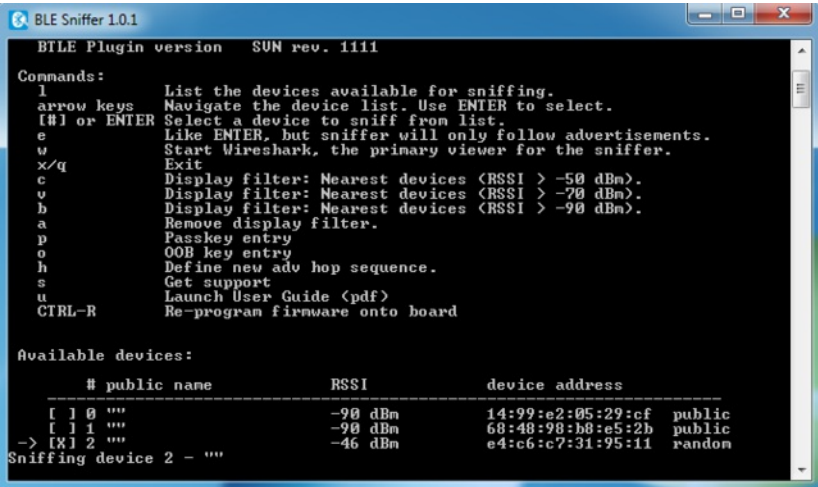 BLE Sniffer 1.0.1
BTLE Plugin version SVN rev. 1111
Commands:
l List the devices available for sniffing.
arrow keys Navigate the device list. Use ENTER to select.
[#] or ENTER Select a device to sniff from list.
e Like ENTER, but sniffer will only follow advertisements.
w Start Wireshark, the primary viewer for the sniffer.
x/q Exit
c Display filter: Nearest devices (RSSI > -50 dBm).
v Display filter: Nearest devices (RSSI > -70 dBm).
b Display filter: Nearest devices (RSSI > -90 dBm).
a Remove display filter.
p Passkey entry
o OOB key entry
h Define new adv hop sequence.
s Get support
u Launch User Guide (pdf)
CTRL-R Re-program firmware onto board
Available devices:
# public name RSSI device address
[ ] 0 "" -90 dBm 14:99:e2:05:29:cf public
[ ] 1 "" -90 dBm 68:48:98:b8:e5:2b public
-> [X] 2 "" -46 dBm e4:c6:c7:31:95:11 random
Sniffing device 2 - ""